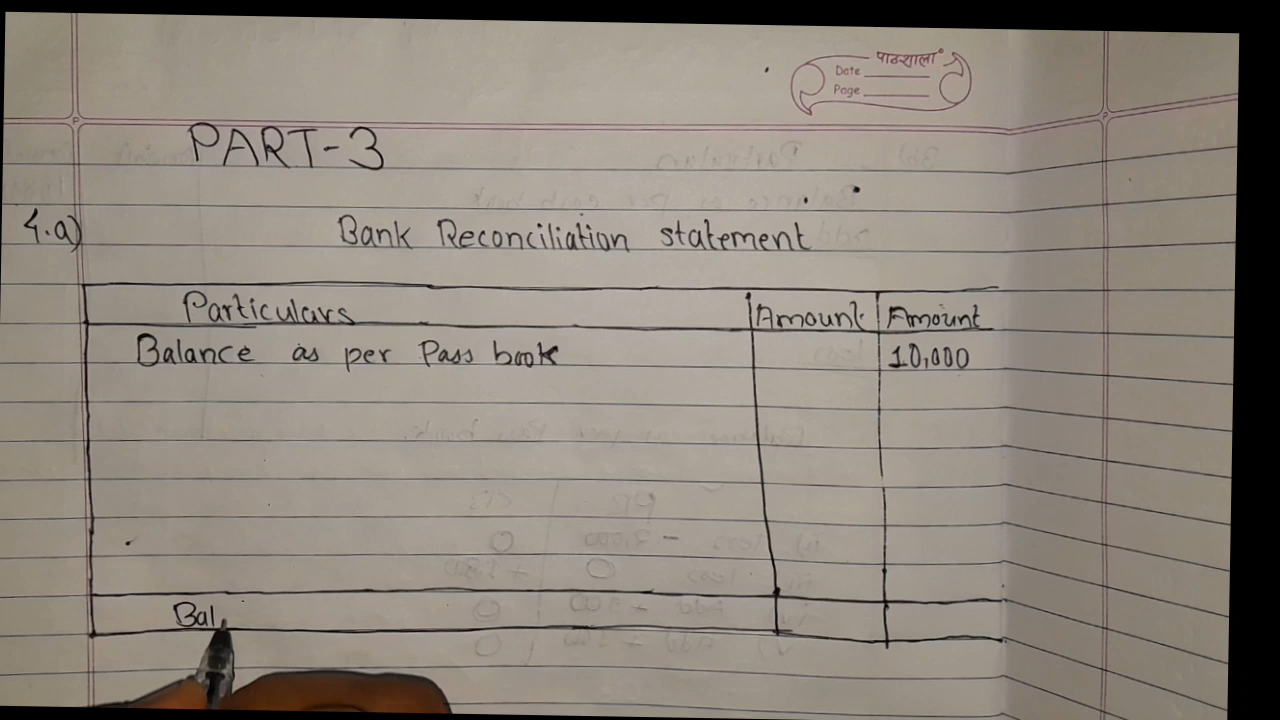 पाठशाला
Date
Page
PART-3
4.a)
Bank Reconciliation statement
Particulars Amount Amount
Balance as per Pass book 10,000
Bal